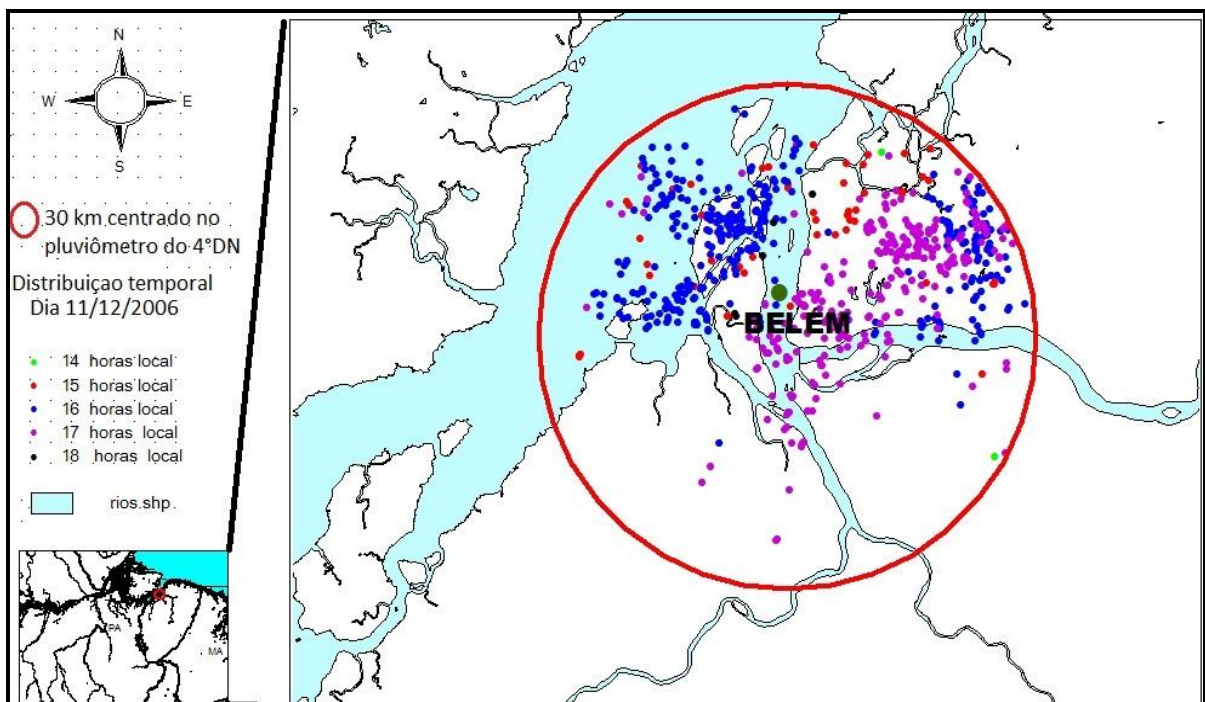 N
W E
S
30 km centrado no
pluviômetro do 4°DN
Distribuiçao temporal
Dia 11/12/2006
14 horas local
15 horas local
16 horas local
17 horas local
18 horas local
rios.shp
PA
MA
BELÉM